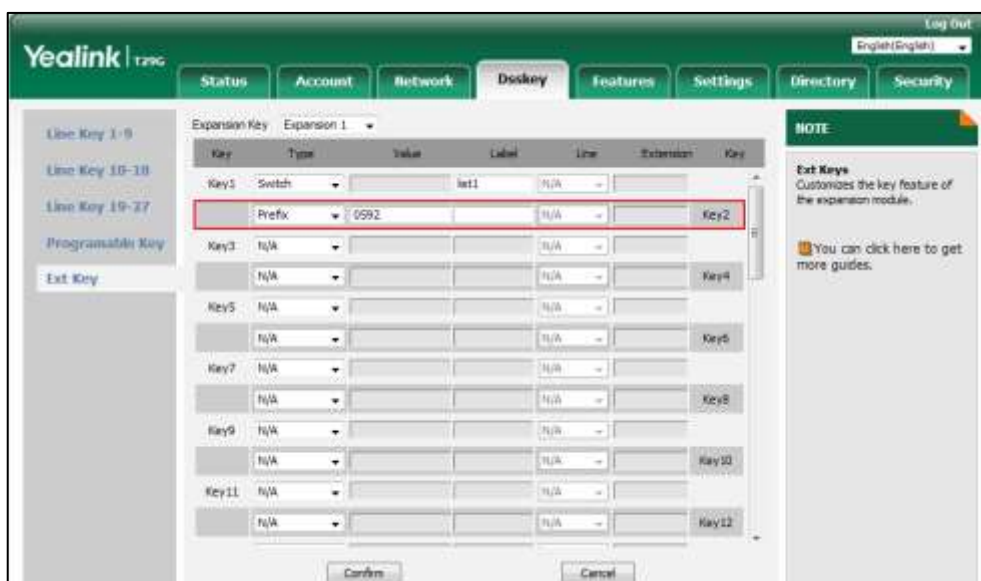 Log Out
Yealink T29G
English(English)
Status Account Network Dsskey Features Settings Directory Security
Line Key 1-9
Line Key 10-18
Line Key 19-27
Programable Key
Ext Key
Expansion Key Expansion 1
Key Type Value Label Line Extension Key
Key1 Switch list1 N/A
Prefix 0592 N/A Key2
Key3 N/A N/A
N/A N/A Key4
Key5 N/A N/A
N/A N/A Key6
Key7 N/A N/A
N/A N/A Key8
Key9 N/A N/A
N/A N/A Key10
Key11 N/A N/A
N/A N/A Key12
Confirm Cancel
NOTE
Ext Keys
Customizes the key feature of
the expansion module.
You can click here to get
more guides.